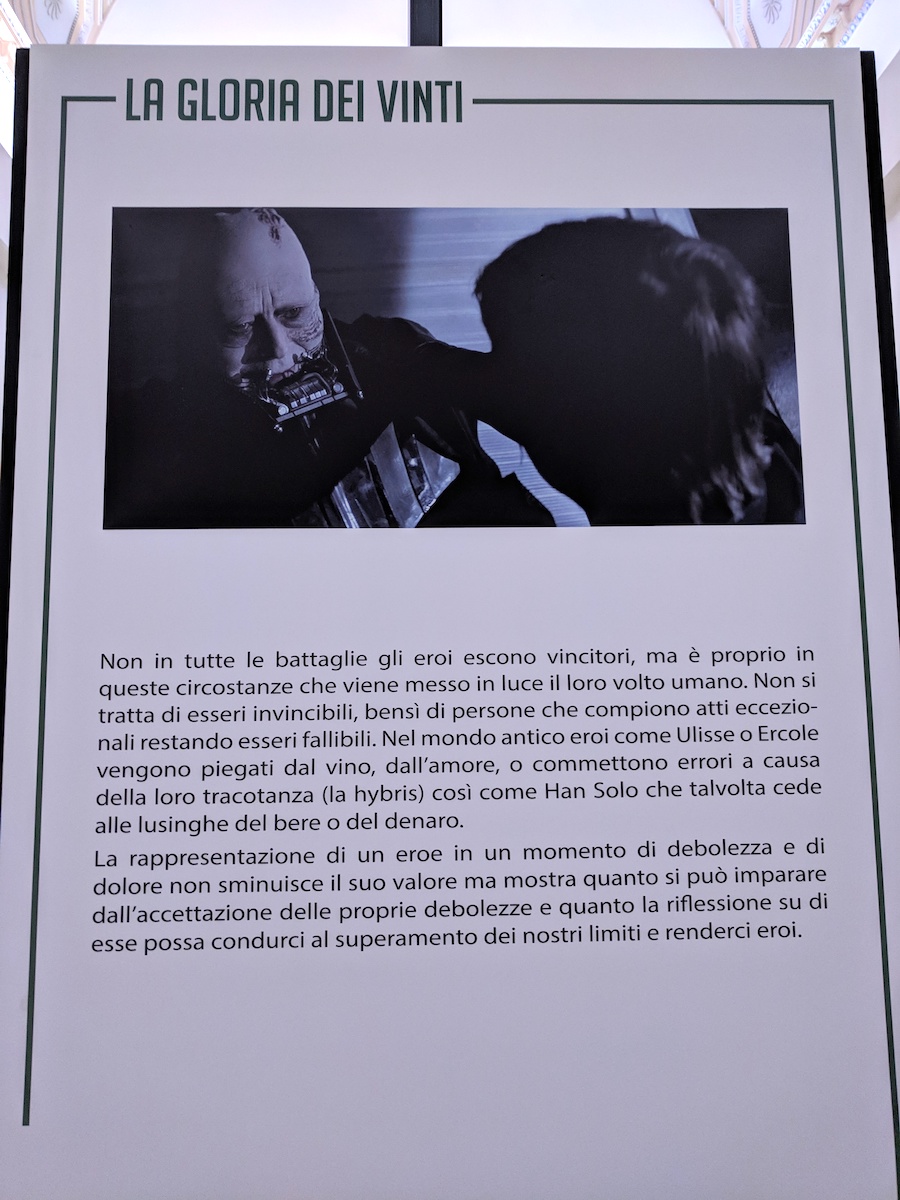 LA GLORIA DEI VINTI
Non in tutte le battaglie gli eroi escono vincitori, ma è proprio in
queste circostanze che viene messo in luce il loro volto umano. Non si
tratta di esseri invincibili, bensì di persone che compiono atti eccezio-
nali restando esseri fallibili. Nel mondo antico eroi come Ulisse o Ercole
vengono piegati dal vino, dall’amore, o commettono errori a causa
della loro tracotanza (la hybris) così come Han Solo che talvolta cede
alle lusinghe del bere o del denaro.
La rappresentazione di un eroe in un momento di debolezza e di
dolore non sminuisce il suo valore ma mostra quanto si può imparare
dall’accettazione delle proprie debolezze e quanto la riflessione su di
esse possa condurci al superamento dei nostri limiti e renderci eroi.